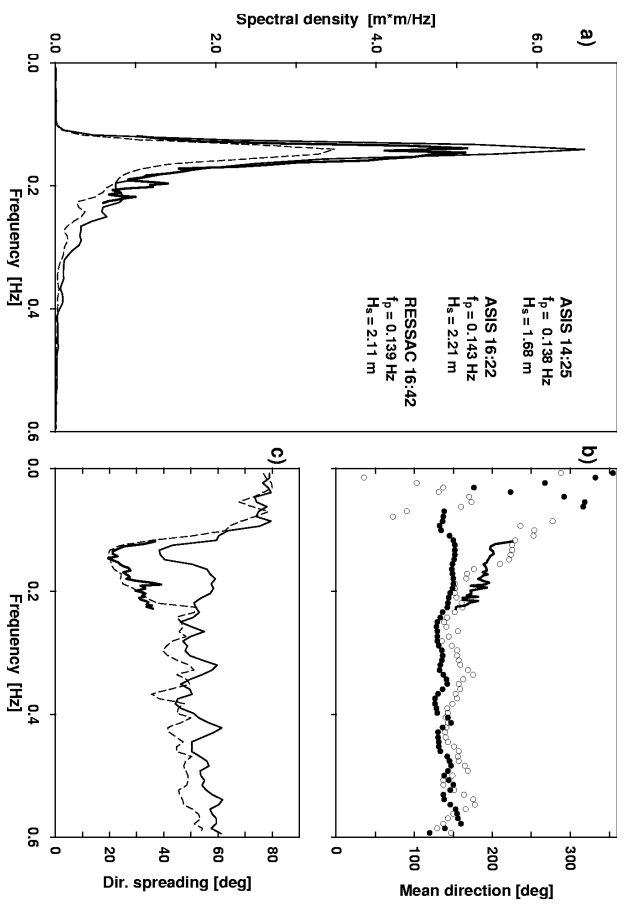 a)
Spectral density [m*m/Hz]
0.0
2.0
4.0
6.0
0.0
0.2
0.4
0.6
Frequency [Hz]
ASIS 14:25
fp = 0.138 Hz
Hs = 1.68 m
ASIS 16:22
fp = 0.143 Hz
Hs = 2.21 m
RESSAC 16:42
fp = 0.139 Hz
Hs = 2.11 m
b)
Mean direction [deg]
0
100
200
300
c)
Dir. spreading [deg]
0
20
40
60
80
0.0
0.2
0.4
0.6
Frequency [Hz]